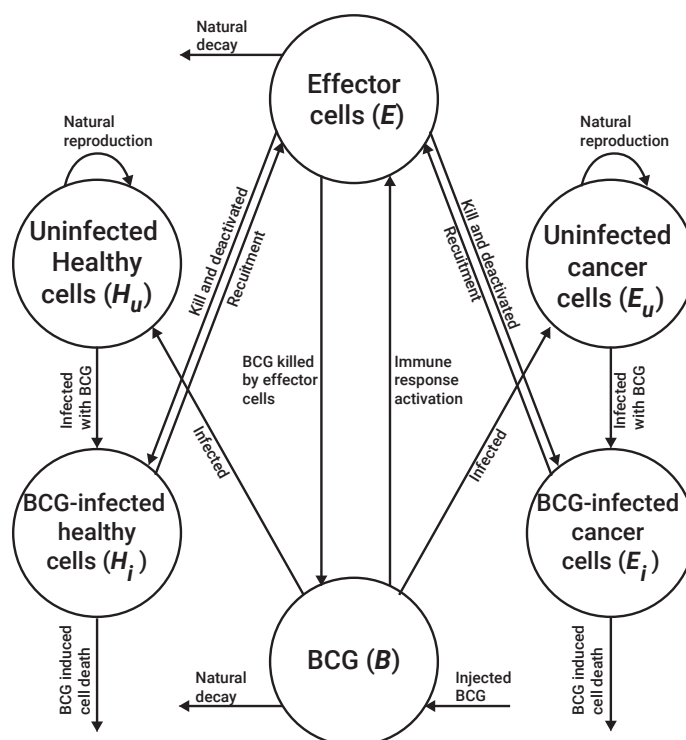 Natural
decay
Effector
cells (E)
Natural
reproduction
Natural
reproduction
Uninfected
Healthy
cells (Hu)
Kill and deactivated
Recruitment
Kill and deactivated
Recuitment
Uninfected
cancer
cells (Eu)
BCG killed
by effector
cells
Immune
response
activation
Infected
with BCG
Infected
Infected
Infected
with BCG
BCG-infected
healthy
cells (Hi)
BCG-infected
cancer
cells (Ei)
BCG (B)
BCG induced
cell death
Natural
decay
Injected
BCG
BCG induced
cell death